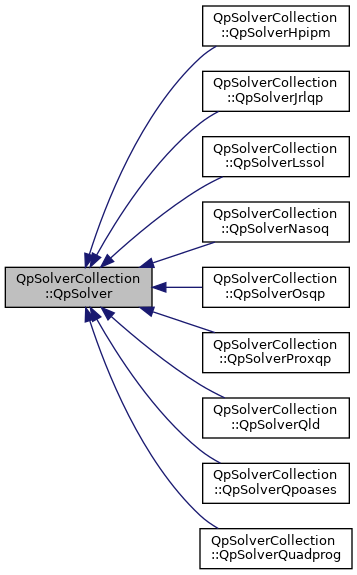 QpSolverCollection
::QpSolverHpipm
QpSolverCollection
::QpSolverJrlqp
QpSolverCollection
::QpSolverLssol
QpSolverCollection
::QpSolverNasoq
QpSolverCollection
::QpSolver
QpSolverCollection
::QpSolverOsqp
QpSolverCollection
::QpSolverProxqp
QpSolverCollection
::QpSolverQld
QpSolverCollection
::QpSolverQpoases
QpSolverCollection
::QpSolverQuadprog